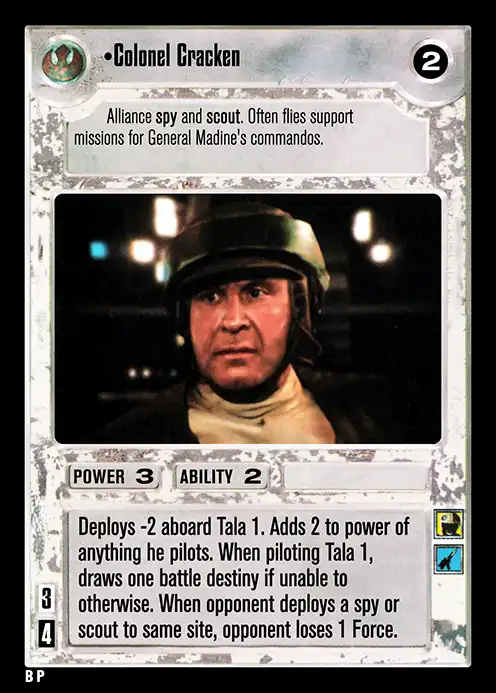 •Colonel Cracken
2
Alliance spy and scout. Often flies support
missions for General Madine's commandos.
POWER 3 ABILITY 2
Deploys -2 aboard Tala 1. Adds 2 to power of
anything he pilots. When piloting Tala 1,
draws one battle destiny if unable to
otherwise. When opponent deploys a spy or
scout to same site, opponent loses 1 Force.
3
4
B P